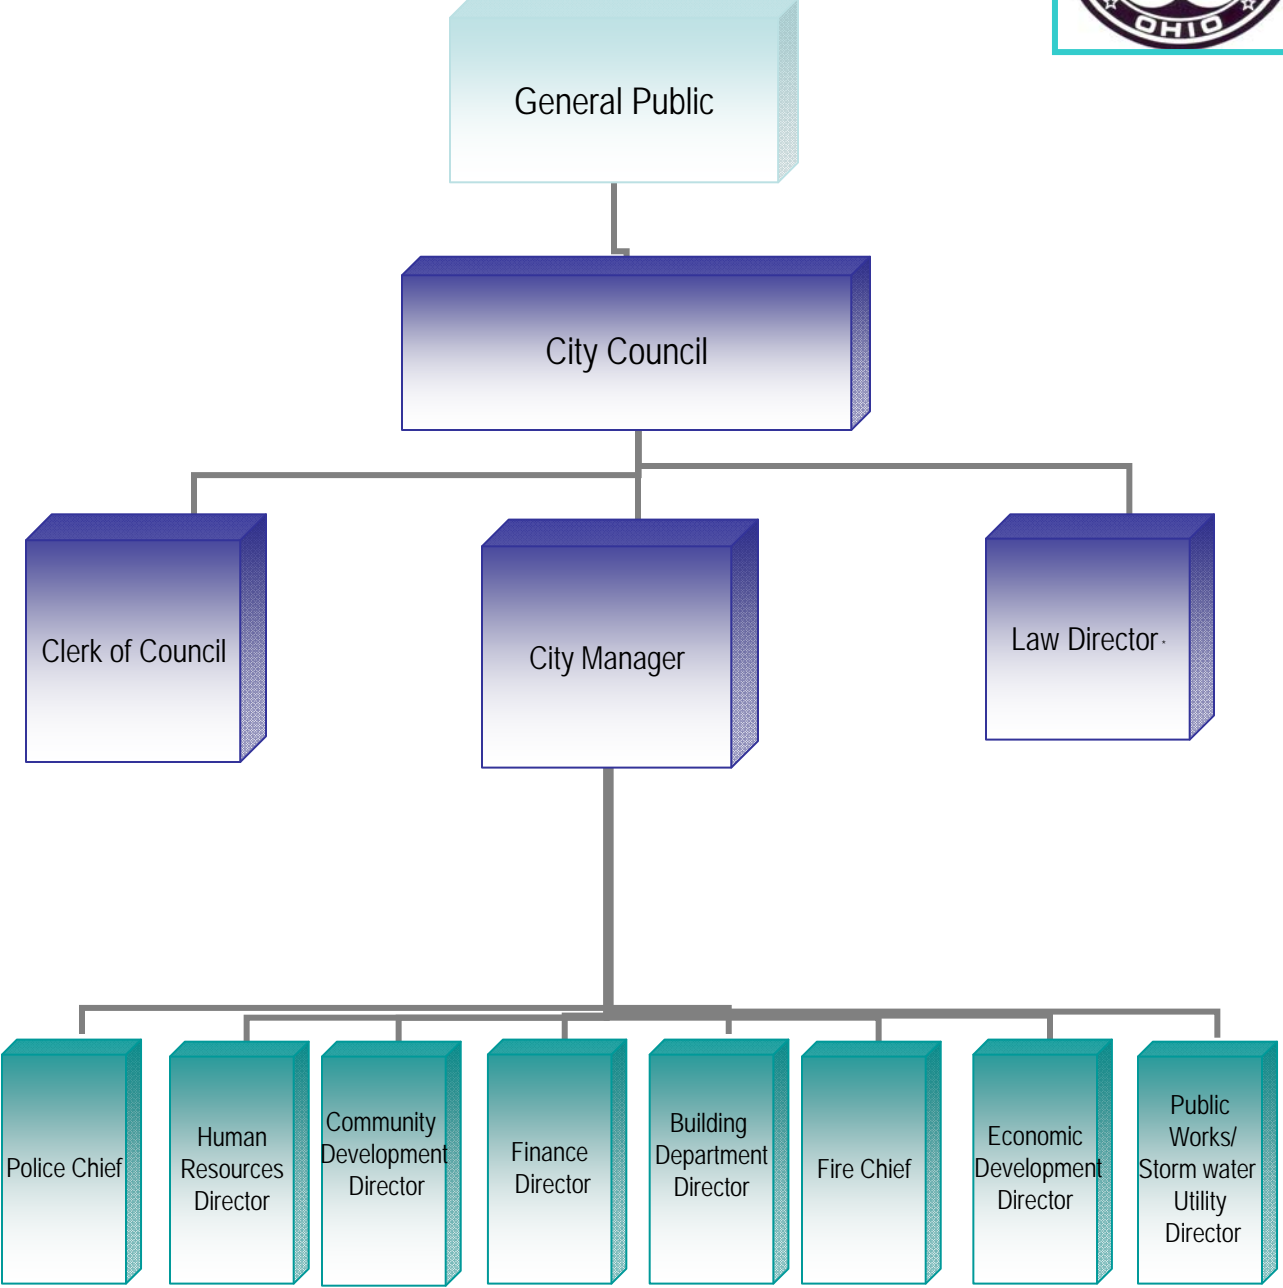 OHIO
General Public
City Council
Clerk of Council
City Manager
Law Director*
Police Chief
Human
Resources
Director
Community
Development
Director
Finance
Director
Building
Department
Director
Fire Chief
Economic
Development
Director
Public
Works/
Storm water
Utility
Director